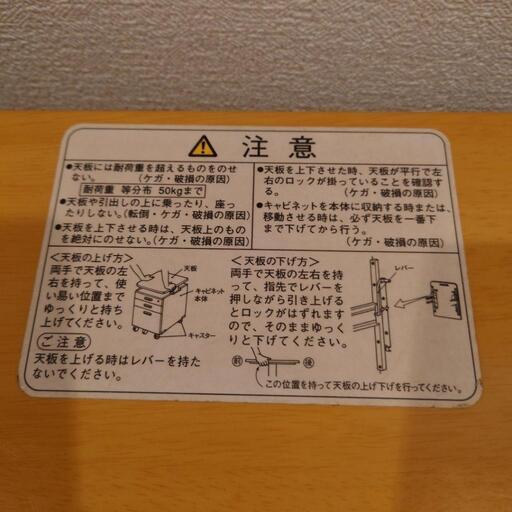 注意
●天板には耐荷重を超えるものをのせ
ない。 (ケガ・破損の原因)
耐荷重 等分布 50kgまで
●天板や引出しの上に乗ったり、座っ
たりしない。(転倒・ケガ・破損の原因)
●天板を上下させる時は、天板上のもの
を絶対にのせない。(ケガ・破損の原因)
●天板を上下させた時、天板が平行で左
右のロックが掛っていることを確認す
る。 (ケガ・破損の原因)
●キャビネットを本体に収納する時または、
移動させる時は、必ず天板を一番下
まで下げてから行う。
(ケガ・破損の原因)
〈天板の上げ方〉
両手で天板の左
右を持って、使
い易い位置まで
ゆっくりと持ち
上げてください。
天板
キャビネット
本体
キャスター
ご注意
天板を上げる時はレバーを持た
ないでください。
〈天板の下げ方〉
両手で天板の左右を持
って、指先でレバーを
押しながら引き上げる
とロックがはずれます
ので、そのままゆっく
りと下げてください。
レバー
前
後
この位置を持って天板の上げ下げを行ってください。